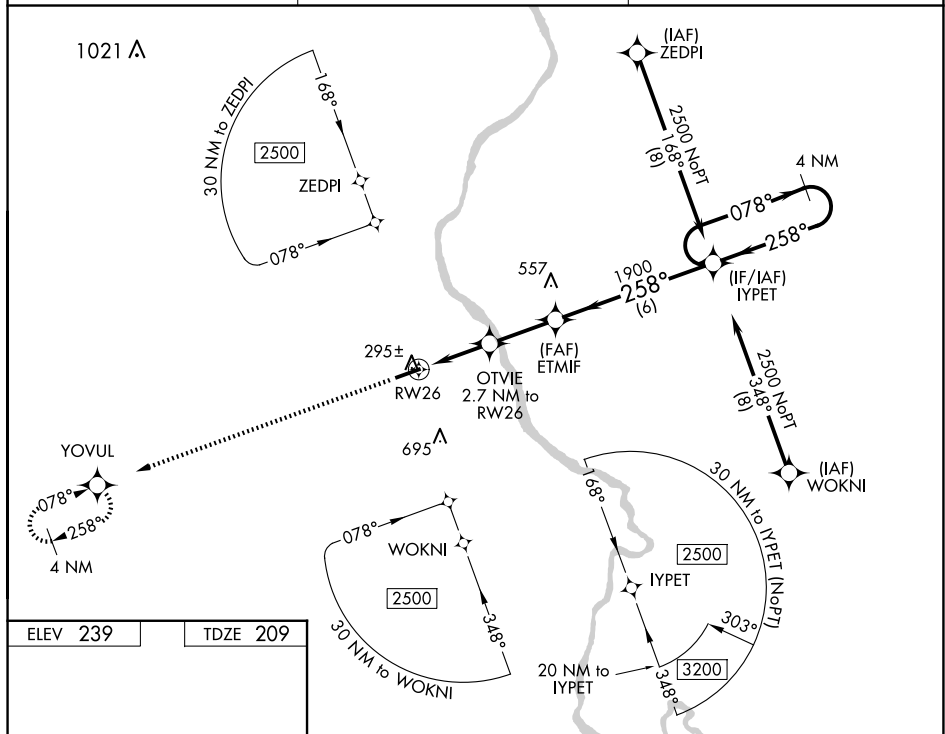 1021
(IAF)
ZEDPI
30 NM to ZEDPI
168°
2500
ZEDPI
078°
2500 NoPT
168°
(8)
4 NM
078°
258°
(IF/IAF)
IYPET
557
1900
258°
(6)
(FAF)
ETMIF
295±
RW26
OTVIE
2.7 NM to
RW26
695
2500 NoPT
348°
(8)
(IAF)
WOKNI
YOVUL
078°
258°
4 NM
078°
WOKNI
2500
348°
30 NM to WOKNI
168°
30 NM to IYPET (NoPT)
2500
IYPET
303°
20 NM to
IYPET
3200
348°
ELEV 239
TDZE 209